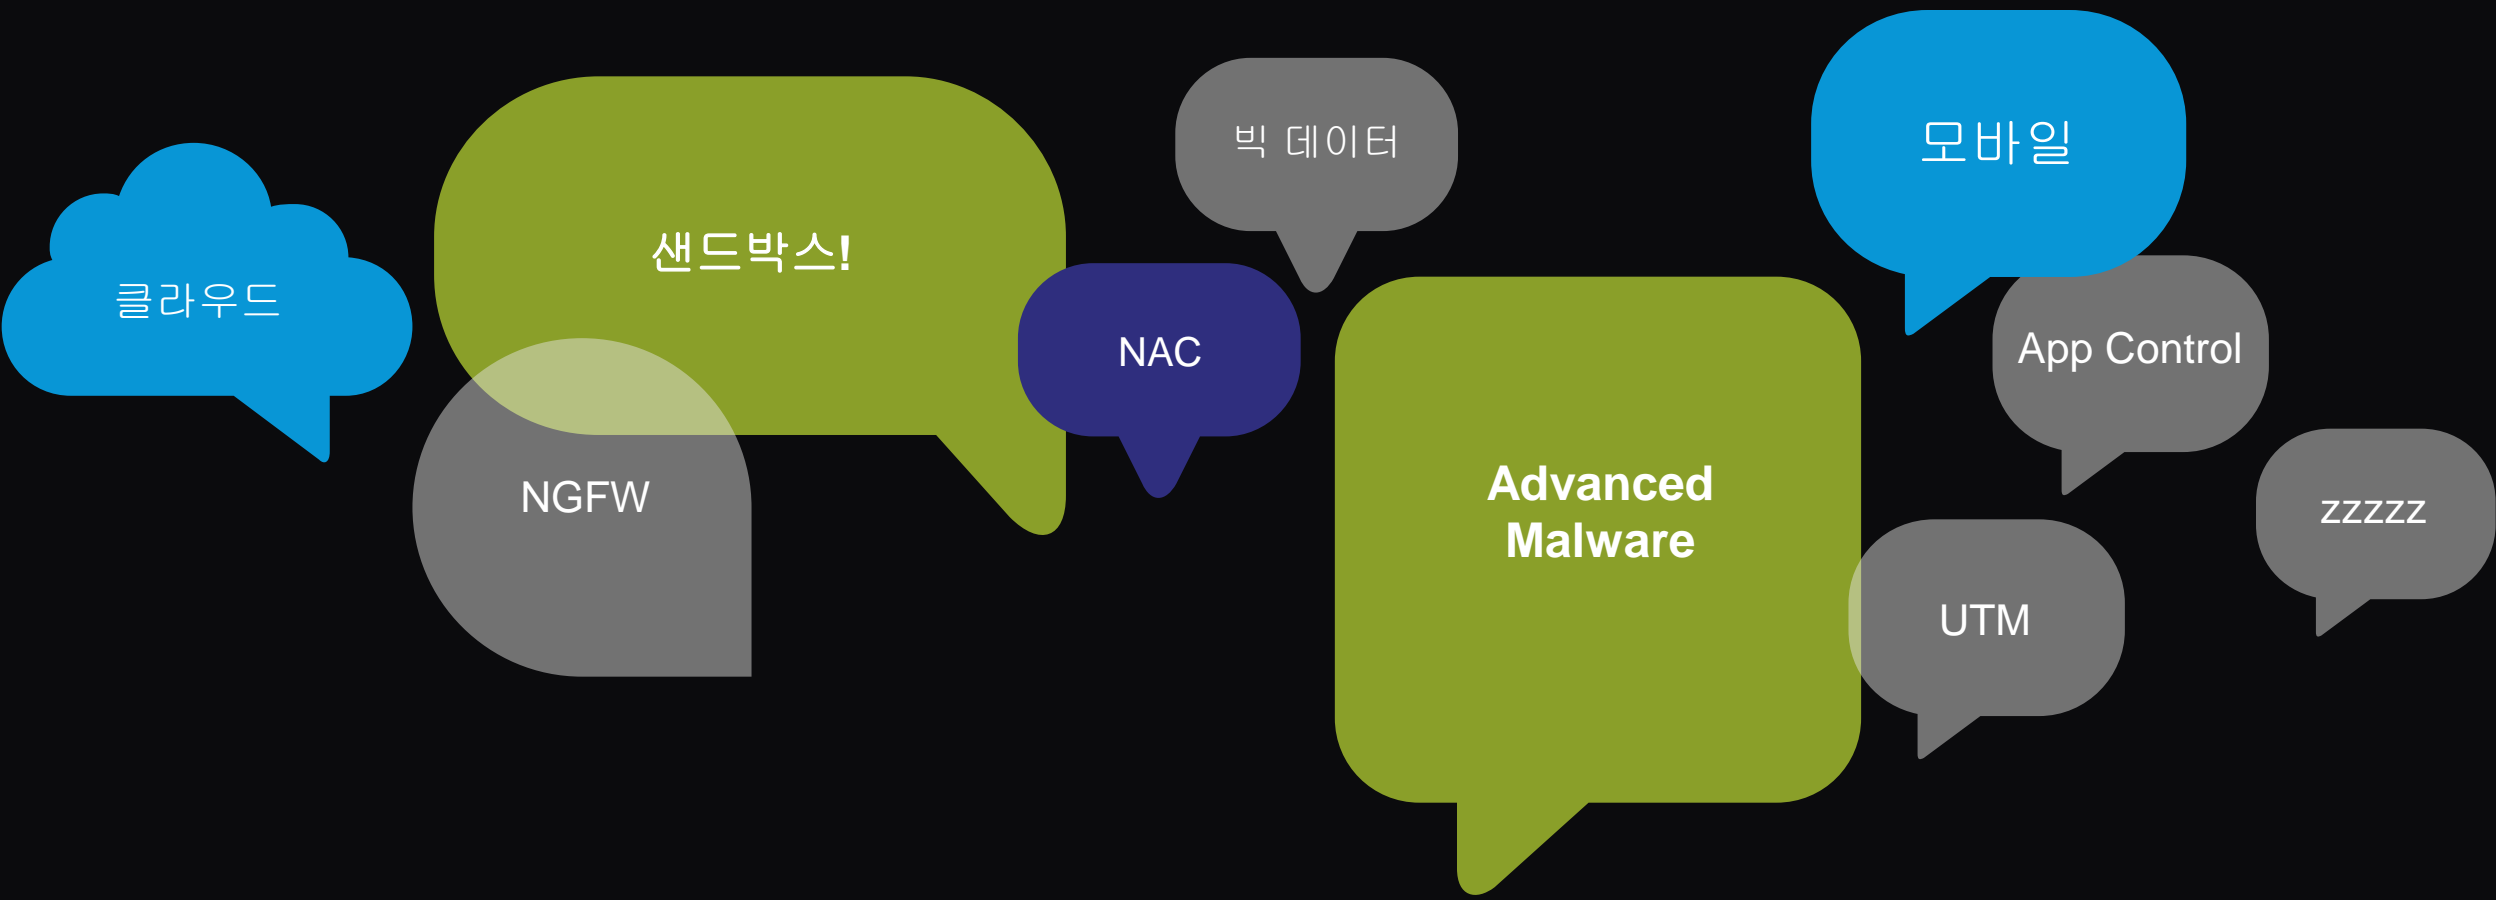 클라우드
샌드박스!
NGFW
NAC
빅 데이터
Advanced
Malware
모바일
App Control
UTM
zzzzz